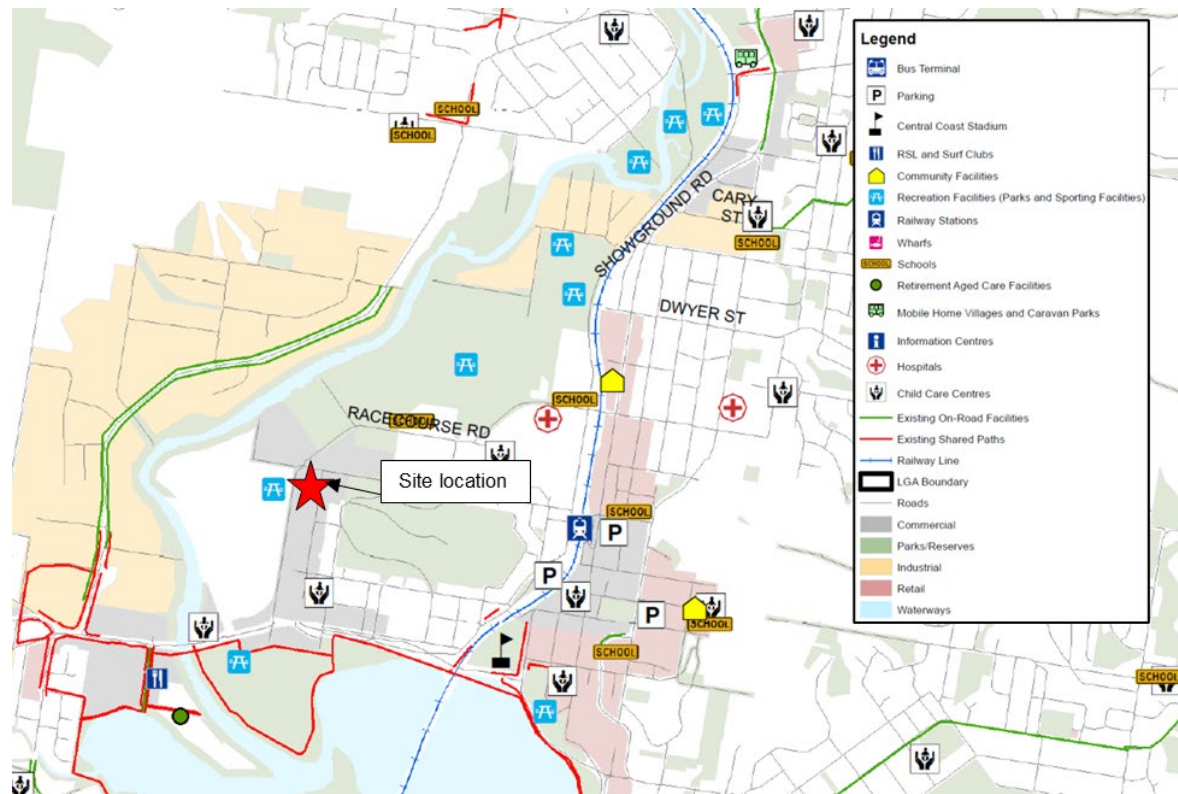 SCHOOL
SCHOOL
SHOWGROUND RD
CARY
ST
SCHOOL
DWYER ST
SCHOOL
RACECOURSE RD
SCHOOL
Site location
SCHOOL
P
P
P
SCHOOL
SCHOOL
SCHOOL
Legend
Bus Terminal
P Parking
Central Coast Stadium
RSL and Surf Clubs
Community Facilities
Recreation Facilities (Parks and Sporting Facilities)
Railway Stations
Wharfs
SCHOOL Schools
Retirement Aged Care Facilities
Mobile Home Villages and Caravan Parks
Information Centres
Hospitals
Child Care Centres
Existing On-Road Facilities
Existing Shared Paths
Railway Line
LGA Boundary
Roads
Commercial
Parks/Reserves
Industrial
Retail
Waterways